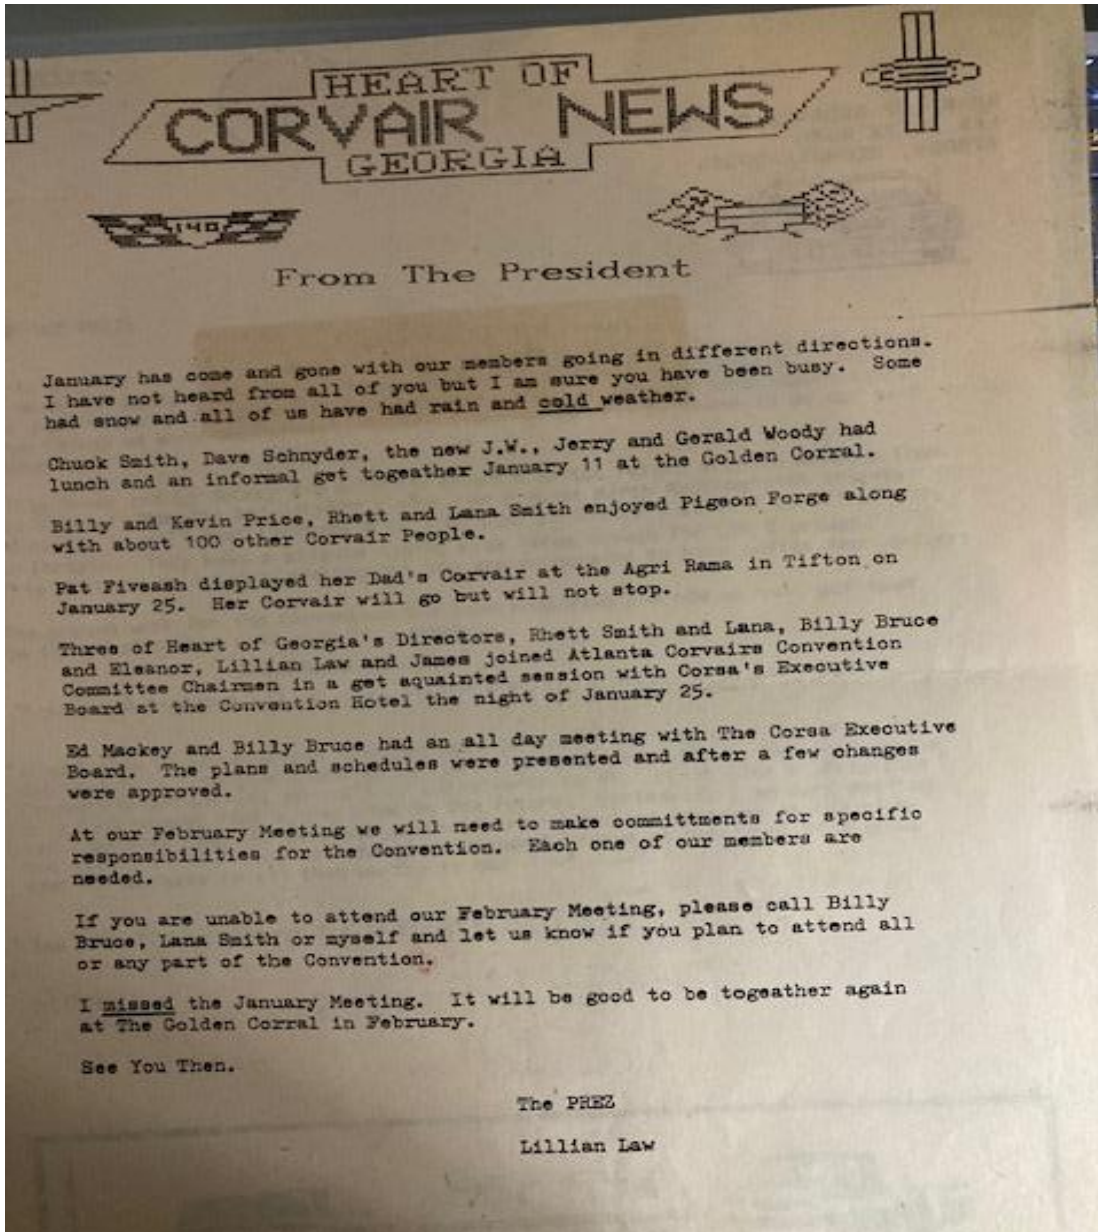 HEART OF
CORVAIR NEWS
GEORGIA
140
From The President
January has come and gone with our members going in different directions.
I have not heard from all of you but I am sure you have been busy. Some
had snow and all of us have had rain and cold weather.
Chuck Smith, Dave Schnyder, the new J.W., Jerry and Gerald Woody had
lunch and an informal get togeather January 11 at the Golden Corral.
Billy and Kevin Price, Rhett and Lana Smith enjoyed Pigeon Forge along
with about 100 other Corvair People.
Pat Fiveash displayed her Dad's Corvair at the Agri Rama in Tifton on
January 25. Her Corvair will go but will not stop.
Three of Heart of Georgia's Directors, Rhett Smith and Lana, Billy Bruce
and Eleanor, Lillian Law and James joined Atlanta Corvairs Convention
Committee Chairmen in a get aquainted session with Corsa's Executive
Board at the Convention Hotel the night of January 25.
Ed Mackey and Billy Bruce had an all day meeting with The Corsa Executive
Board. The plans and schedules were presented and after a few changes
were approved.
At our February Meeting we will need to make committments for specific
responsibilities for the Convention. Each one of our members are
needed.
If you are unable to attend our February Meeting, please call Billy
Bruce, Lana Smith or myself and let us know if you plan to attend all
or any part of the Convention.
I missed the January Meeting. It will be good to be togeather again
at The Golden Corral in February.
See You Then.
The PREZ
Lillian Law